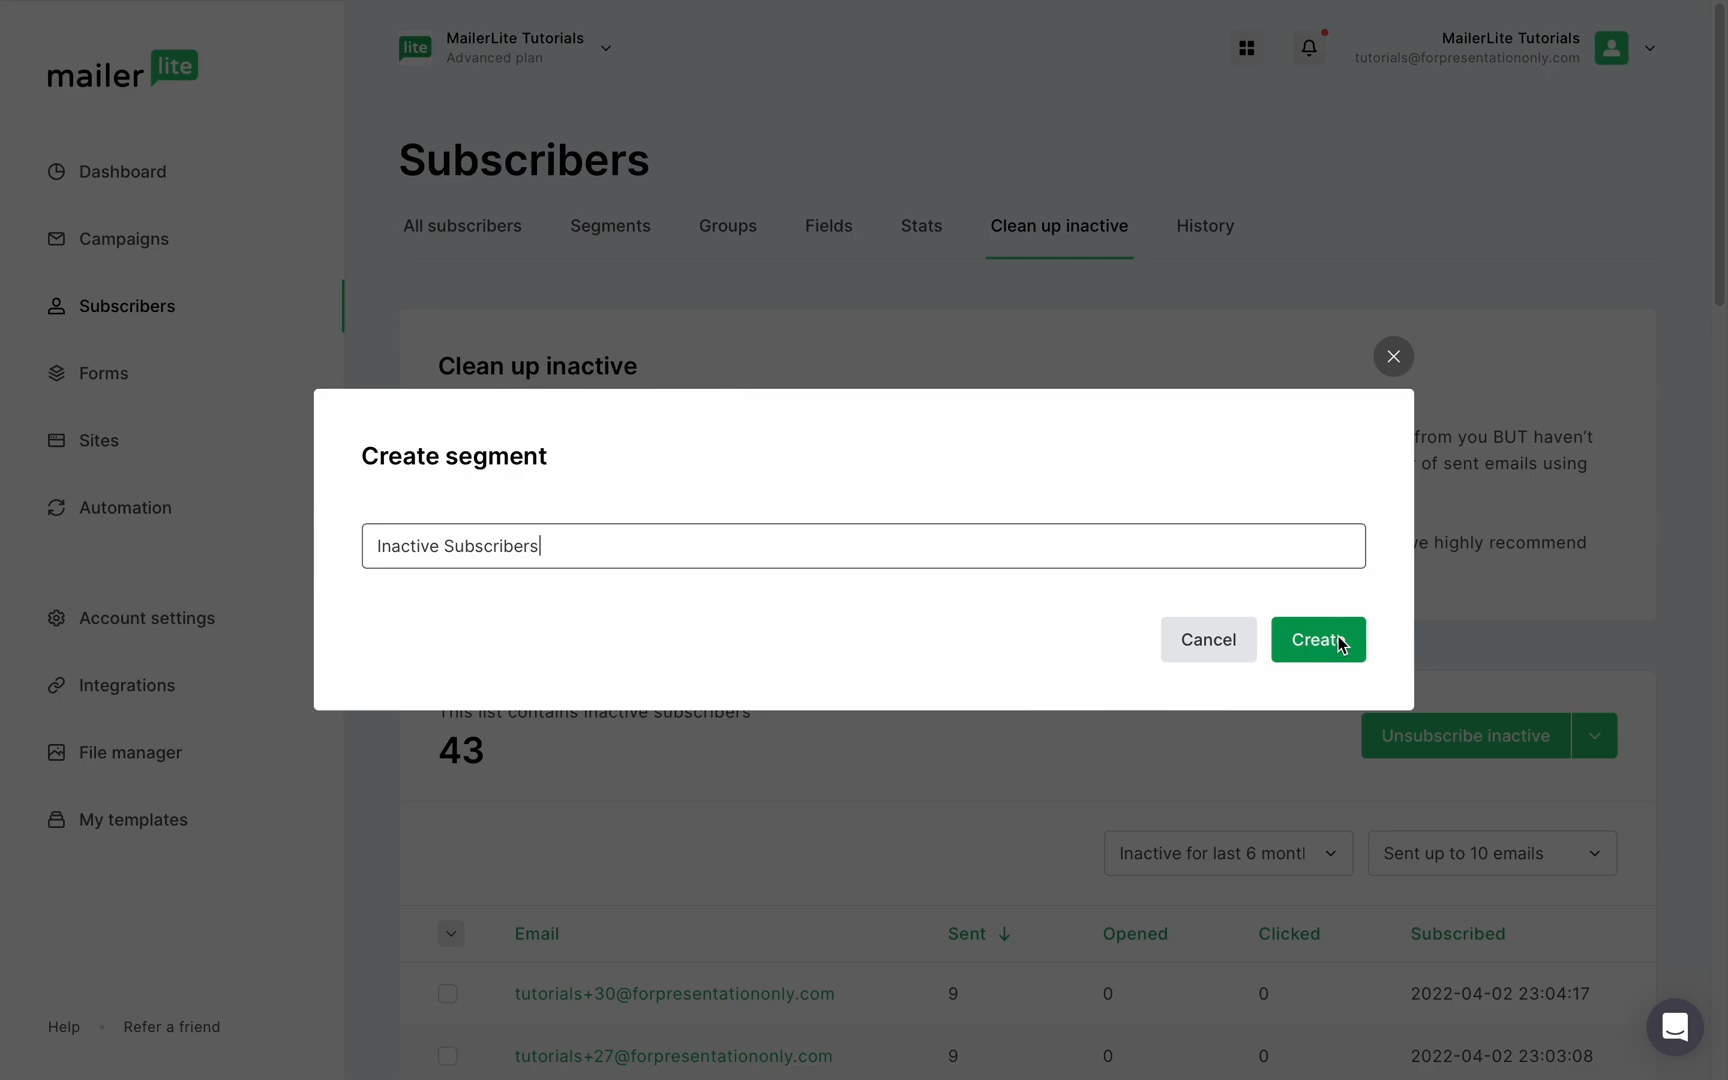 mailer lite
Dashboard
Campaigns
Subscribers
Forms
Sites
Automation
Account settings
Integrations
File manager
My templates
Help • Refer a friend
lite
MailerLite Tutorials
Advanced plan
MailerLite Tutorials
tutorials@forpresentationonly.com
Subscribers
All subscribers Segments Groups Fields Stats Clean up inactive History
Clean up inactive
from you BUT haven't
of sent emails using
highly recommend
Create segment
Inactive Subscribers
Cancel Create
This list contains inactive subscribers
43
Unsubscribe inactive
Inactive for last 6 mont
Sent up to 10 emails
Email Sent ↓ Opened Clicked Subscribed
tutorials+30@forpresentationonly.com 9 0 0 2022-04-02 23:04:17
tutorials+27@forpresentationonly.com 9 0 0 2022-04-02 23:03:08